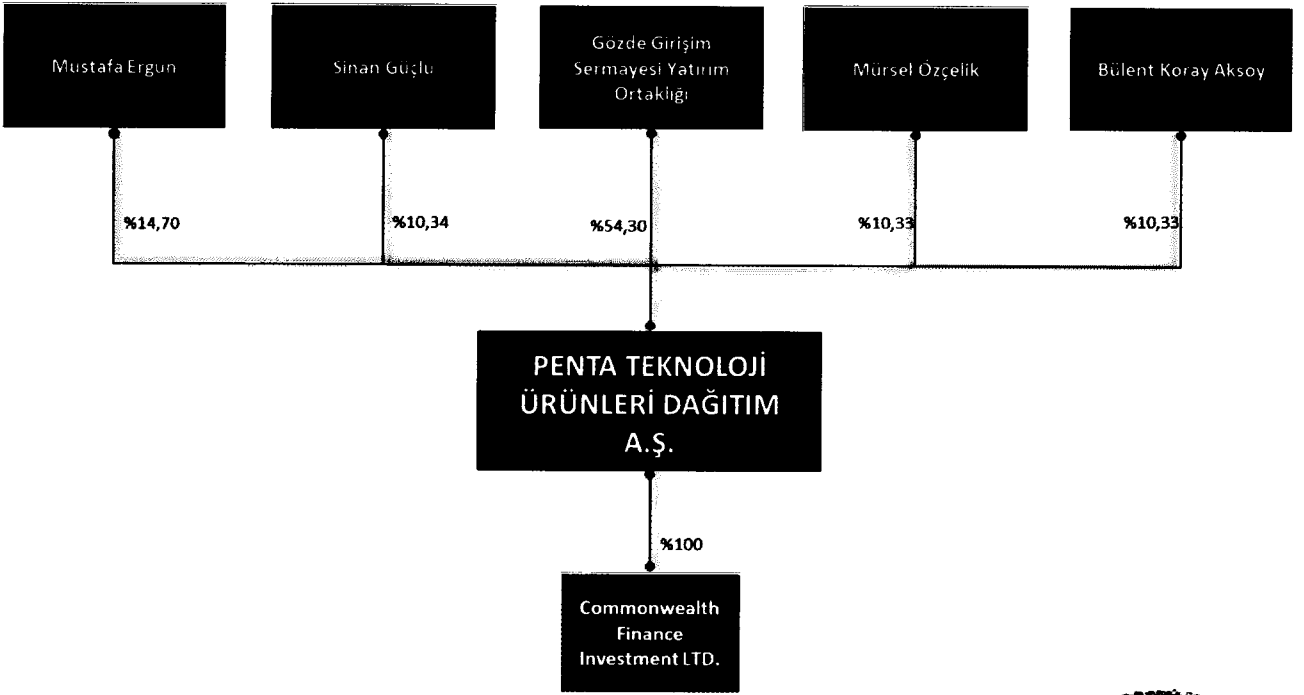 Mustafa Ergun
Sinan Güçlu
Gözde Girişim
Sermayesi Yatırım
Ortaklığı
Mürsel Özçelik
Bülent Koray Aksoy
%14,70
%10,34
%54,30
%10,33
%10,33
PENTA TEKNOLOJİ
ÜRÜNLERİ DAĞITIM
A.Ş.
%100
Commonwealth
Finance
Investment LTD.